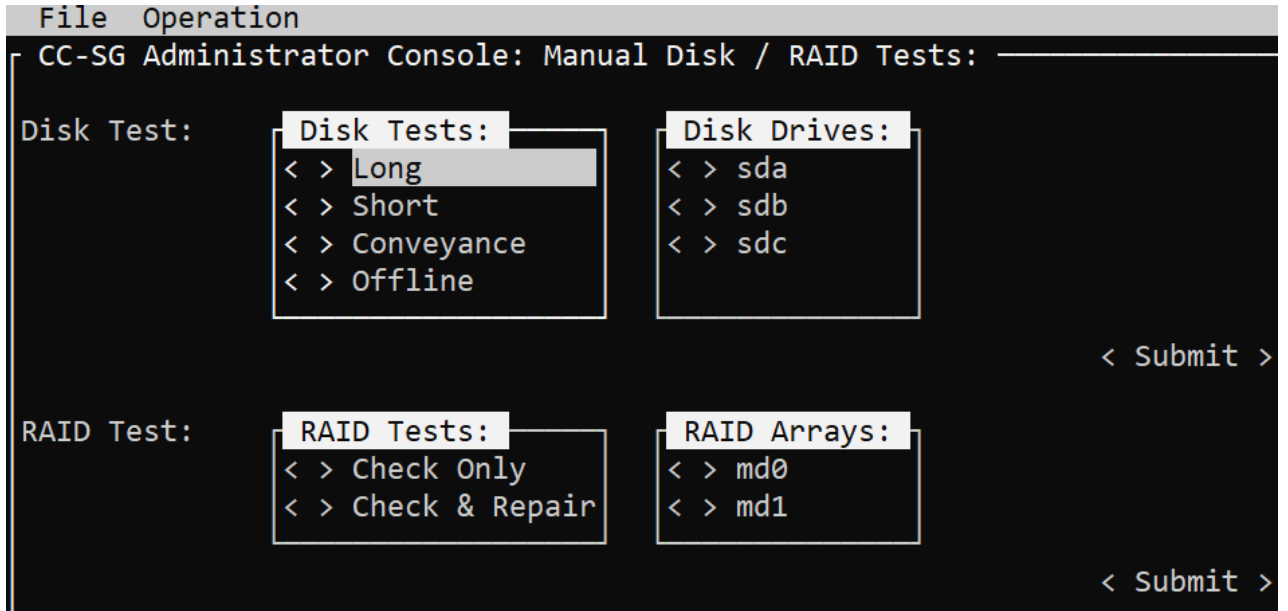 File Operation
CC-SG Administrator Console: Manual Disk / RAID Tests:
Disk Test: Disk Tests: Disk Drives:
< > Long < > sda
< > Short < > sdb
< > Conveyance < > sdc
< > Offline
< Submit >
RAID Test: RAID Tests: RAID Arrays:
< > Check Only < > md0
< > Check & Repair < > md1
< Submit >